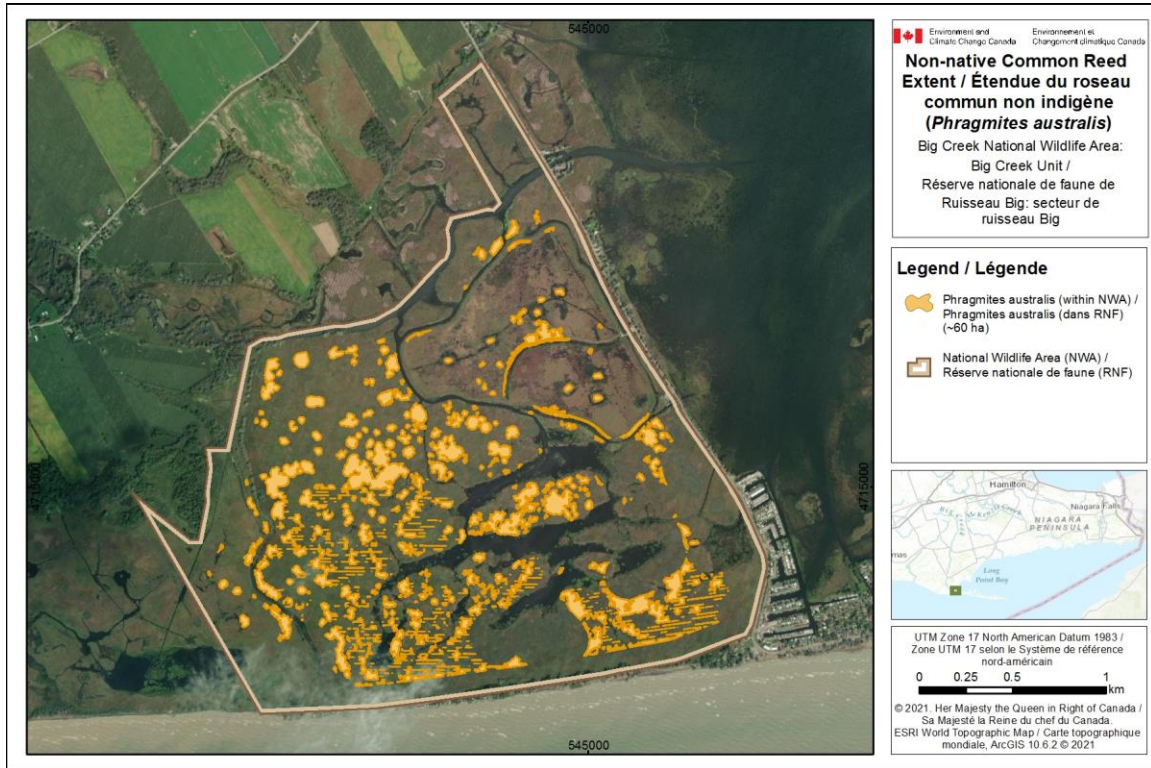 545000
4715000
4715000
545000
Environment and
Climate Change Canada
Environnement et
Changement climatique Canada
Non-native Common Reed
Extent / Étendue du roseau
commun non indigène
(Phragmites australis)
Big Creek National Wildlife Area:
Big Creek Unit /
Réserve nationale de faune de
Ruisseau Big: secteur de
ruisseau Big
Legend / Légende
Phragmites australis (within NWA) /
Phragmites australis (dans RNF)
(~60 ha)
National Wildlife Area (NWA) /
Réserve nationale de faune (RNF)
Hamilton
Niagara Falls
NIAGARA
PENINSULA
mas
Long
Point Bay
UTM Zone 17 North American Datum 1983 /
Zone UTM 17 selon le Système de référence
nord-américain
0 0.25 0.5 1
km
© 2021. Her Majesty the Queen in Right of Canada /
Sa Majesté la Reine du chef du Canada.
ESRI World Topographic Map / Carte topographique
mondiale, ArcGIS 10.6.2 © 2021